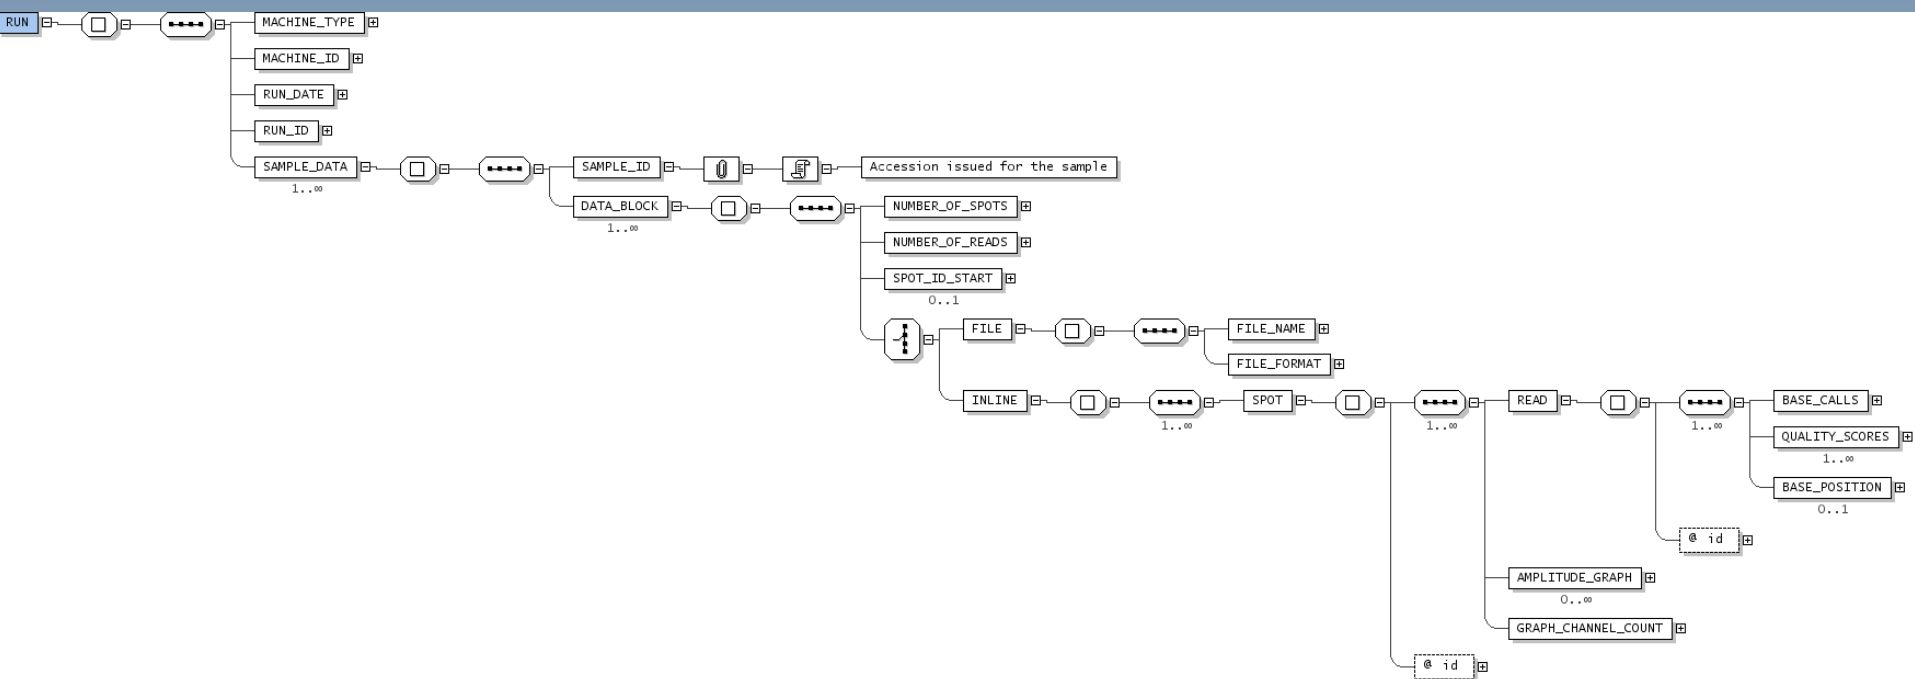 RUN
MACHINE_TYPE
MACHINE_ID
RUN_DATE
RUN_ID
SAMPLE_DATA
1..∞
SAMPLE_ID
Accession issued for the sample
DATA_BLOCK
1..∞
NUMBER_OF_SPOTS
NUMBER_OF_READS
SPOT_ID_START
0..1
FILE
FILE_NAME
FILE_FORMAT
INLINE
1..∞
SPOT
1..∞
READ
1..∞
BASE_CALLS
QUALITY_SCORES
1..∞
BASE_POSITION
0..1
@ id
AMPLITUDE_GRAPH
0..∞
GRAPH_CHANNEL_COUNT
@ id